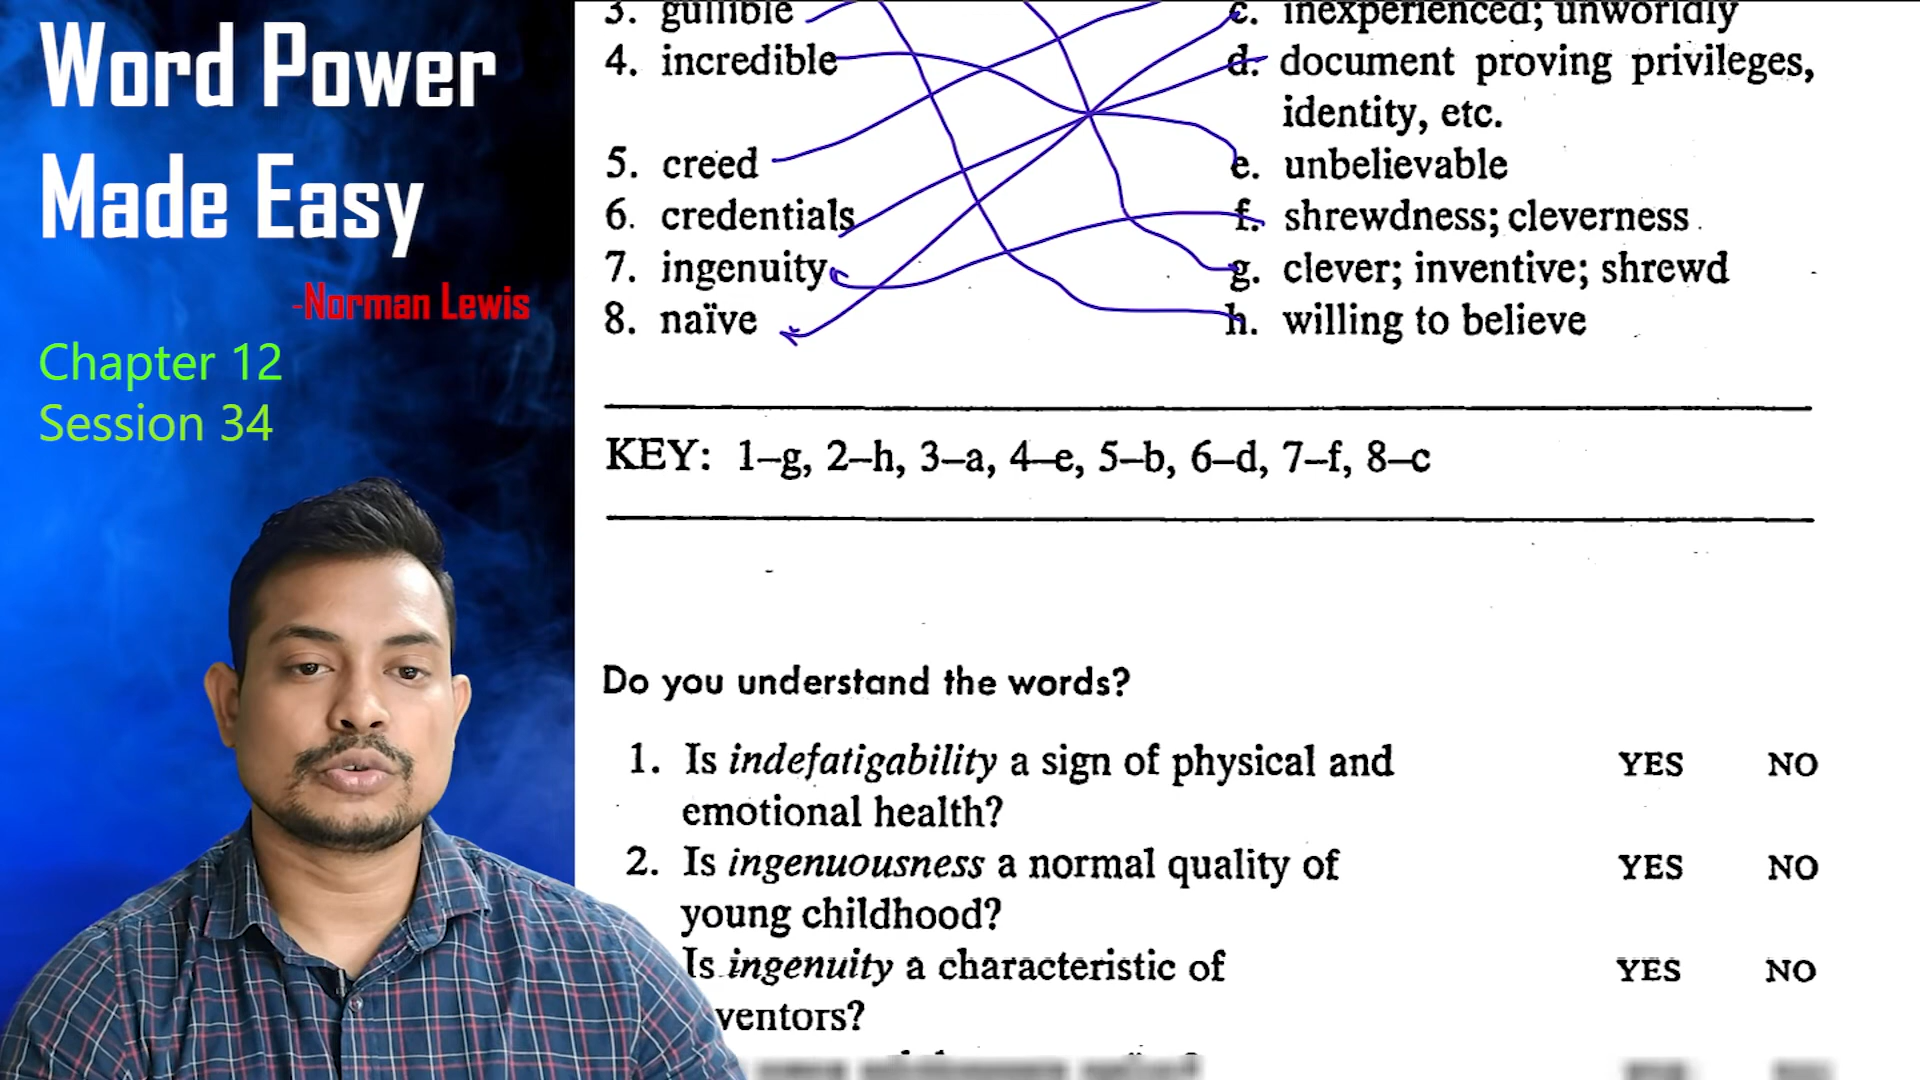 Word Power
Made Easy
-Norman Lewis
Chapter 12
Session 34
3. gullible
c. inexperienced; unworldly
4. incredible
d. document proving privileges,
identity, etc.
5. creed
e. unbelievable
6. credentials
f. shrewdness; cleverness
7. ingenuity
g. clever; inventive; shrewd
8. naïve
h. willing to believe
KEY: 1–g, 2–h, 3–a, 4–e, 5–b, 6–d, 7–f, 8–c
Do you understand the words?
1. Is indefatigability a sign of physical and YES NO
emotional health?
2. Is ingenuousness a normal quality of YES NO
young childhood?
Is ingenuity a characteristic of YES NO
ventors?